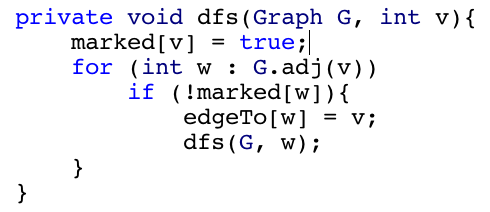 private void dfs(Graph G, int v){
    marked[v] = true;
    for (int w : G.adj(v))
        if (!marked[w]){
            edgeTo[w] = v;
            dfs(G, w);
    }
}